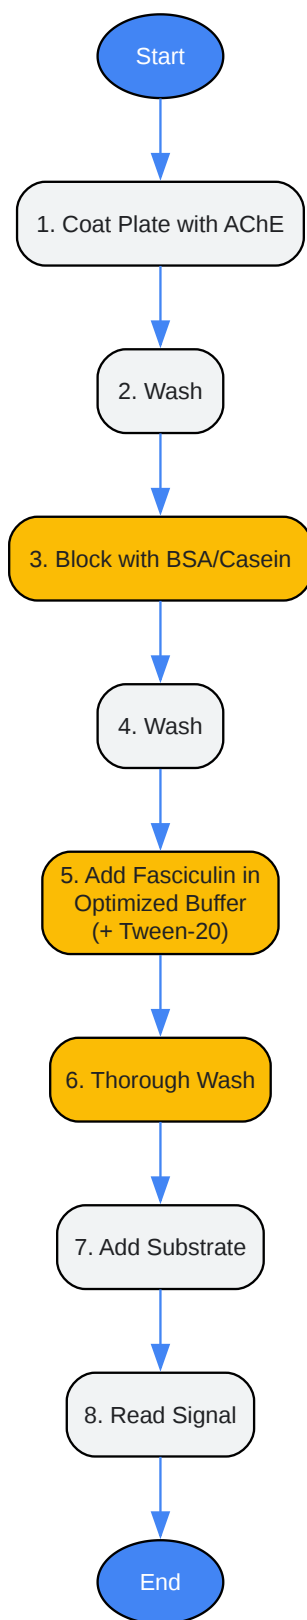 Start
1. Coat Plate with AChE
2. Wash
3. Block with BSA/Casein
4. Wash
5. Add Fasciculin in
Optimized Buffer
(+ Tween-20)
6. Thorough Wash
7. Add Substrate
8. Read Signal
End